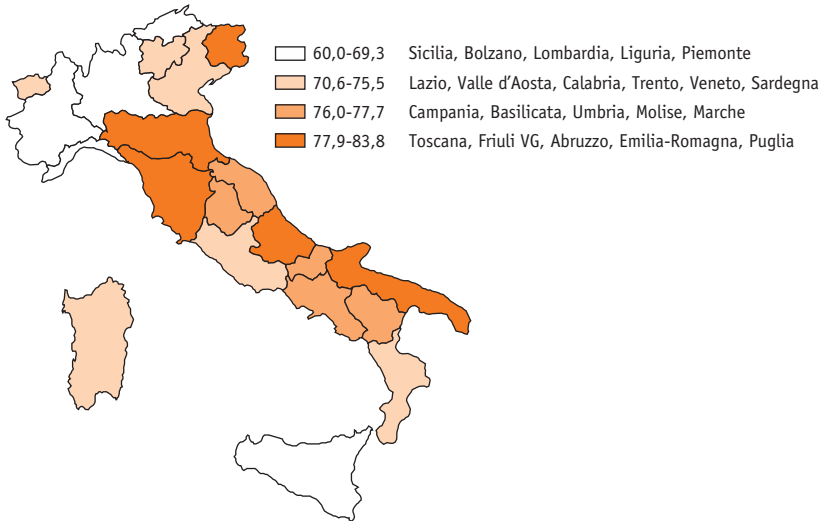 60,0-69,3 Sicilia, Bolzano, Lombardia, Liguria, Piemonte
70,6-75,5 Lazio, Valle d'Aosta, Calabria, Trento, Veneto, Sardegna
76,0-77,7 Campania, Basilicata, Umbria, Molise, Marche
77,9-83,8 Toscana, Friuli VG, Abruzzo, Emilia-Romagna, Puglia